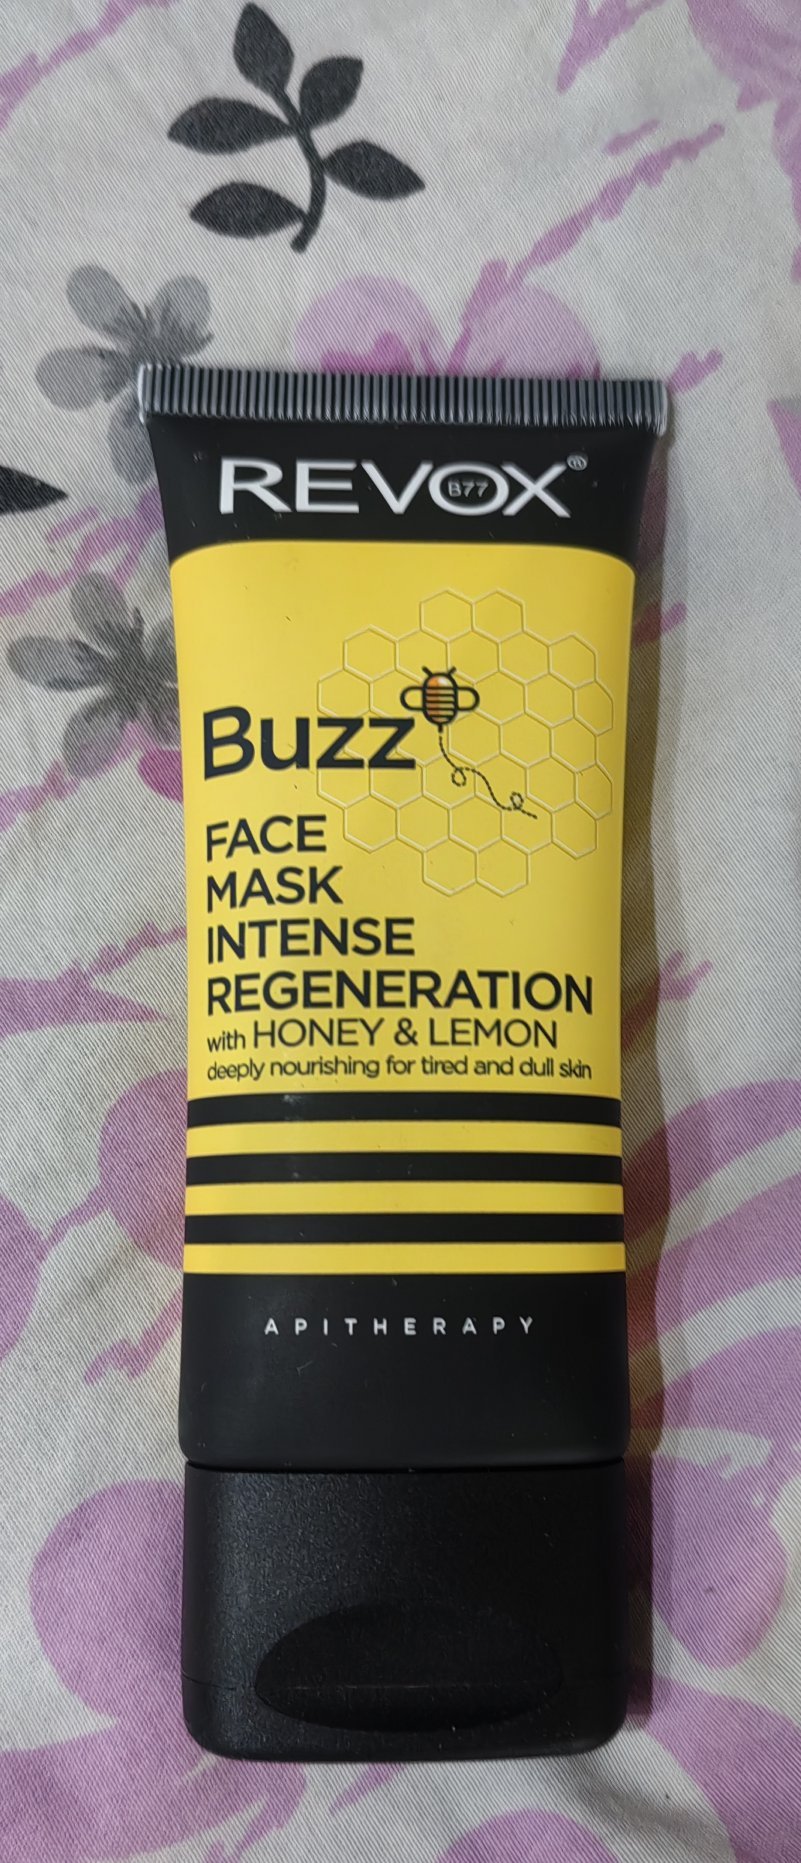 REVOX®
B77
Buzz
FACE
MASK
INTENSE
REGENERATION
with HONEY & LEMON
deeply nourishing for tired and dull skin
APITHERAPY